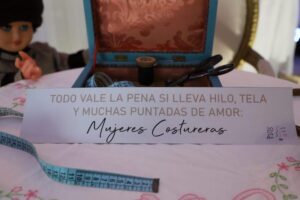 TODO VALE LA PENA SI LLEVA HILO, TELA
Y MUCHAS PUNTADAS DE AMOR:
Mujeres Costureras